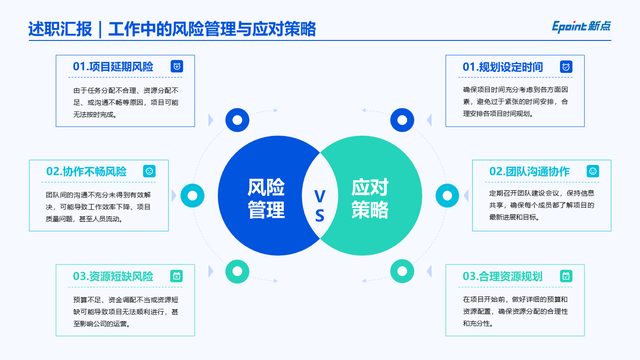 述职汇报｜工作中的风险管理与应对策略
Epoint新点
01.项目延期风险
由于任务分配不合理、资源分配不
足、或沟通不畅等原因，项目可能
无法按时完成。
02.协作不畅风险
团队间的沟通不充分未得到有效解
决，可能导致工作效率下降，项目
质量问题，甚至人员流动。
03.资源短缺风险
预算不足、资金调配不当或资源短
缺可能导致项目无法顺利进行，甚
至影响公司的运营。
风险
管理
VS
应对
策略
01.规划设定时间
确保项目时间充分考虑到各方面因
素，避免过于紧张的时间安排，合
理安排各项目时间规划。
02.团队沟通协作
定期召开团队建设会议，保持信息
共享，确保每个成员都了解项目的
最新进展和目标。
03.合理资源规划
在项目开始前，做好详细的预算和
资源配置，确保资源分配的合理性
和充分性。